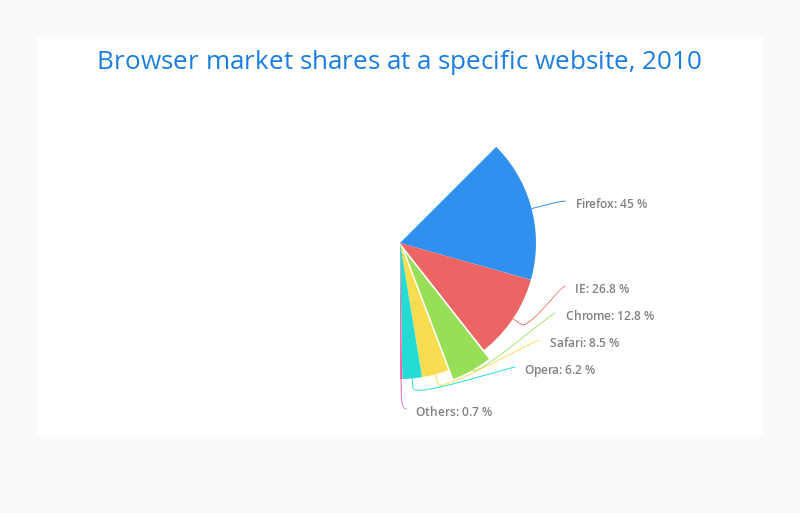 Browser market shares at a specific website, 2010
Firefox: 45 %
IE: 26.8 %
Chrome: 12.8 %
Safari: 8.5 %
Opera: 6.2 %
Others: 0.7 %